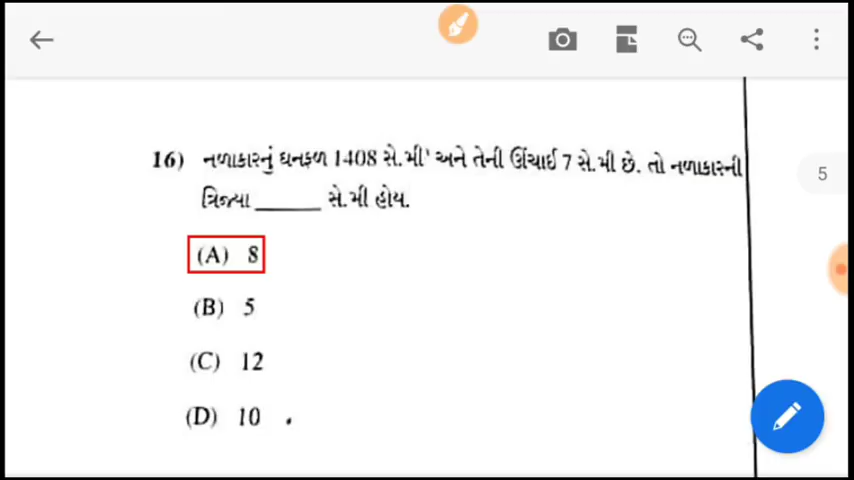 5
16) નળાકારનું ઘનફળ 1408 સે.મી³ અને તેની ઊંચાઈ 7 સે.મી છે. તો નળાકારની
ત્રિજ્યા ______ સે.મી હોય.
(A) 8
(B) 5
(C) 12
(D) 10